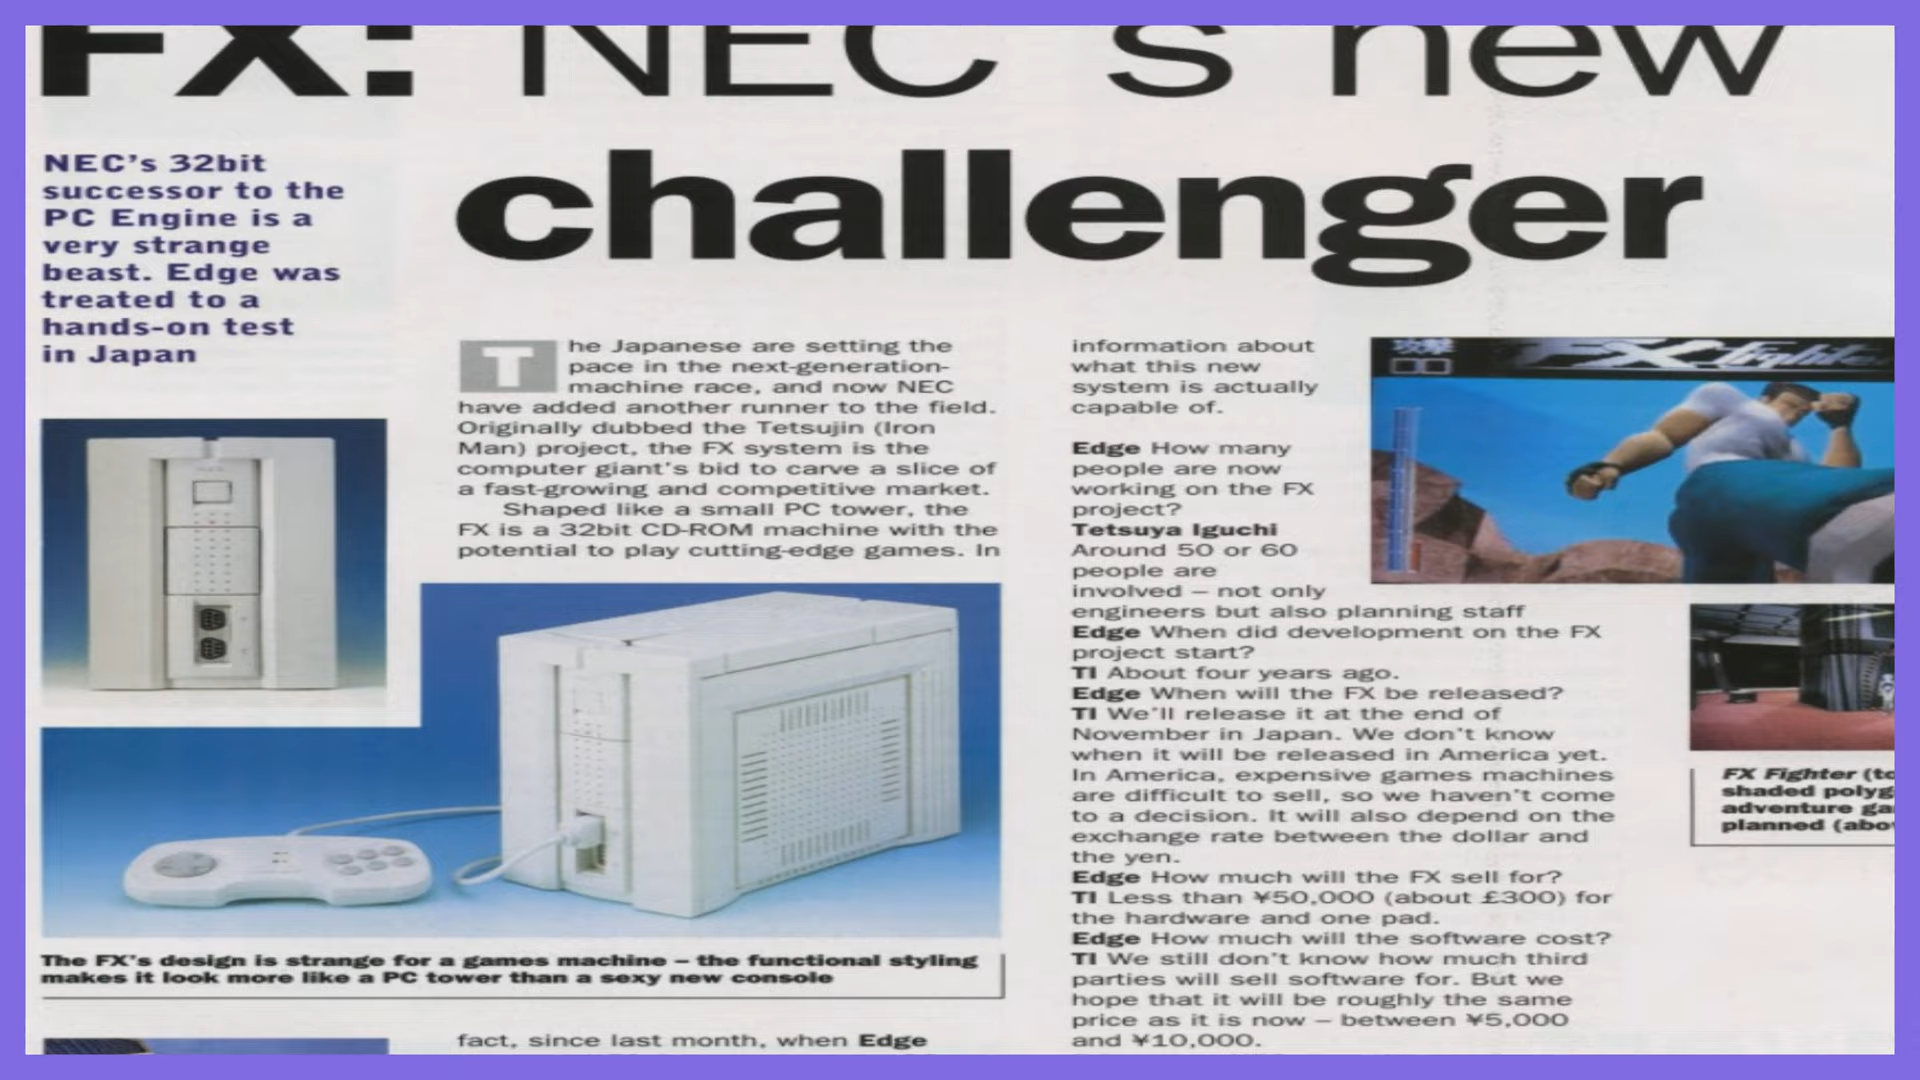 FX: NEC's new
challenger
NEC's 32bit
successor to the
PC Engine is a
very strange
beast. Edge was
treated to a
hands-on test
in Japan
The Japanese are setting the
pace in the next-generation-
machine race, and now NEC
have added another runner to the field.
Originally dubbed the Tetsujin (Iron
Man) project, the FX system is the
computer giant's bid to carve a slice of
a fast-growing and competitive market.
Shaped like a small PC tower, the
FX is a 32bit CD-ROM machine with the
potential to play cutting-edge games. In
The FX's design is strange for a games machine – the functional styling
makes it look more like a PC tower than a sexy new console
fact, since last month, when Edge
information about
what this new
system is actually
capable of.
Edge How many
people are now
working on the FX
project?
Tetsuya Iguchi
Around 50 or 60
people are
involved – not only
engineers but also planning staff
Edge When did development on the FX
project start?
TI About four years ago.
Edge When will the FX be released?
TI We'll release it at the end of
November in Japan. We don't know
when it will be released in America yet.
In America, expensive games machines
are difficult to sell, so we haven't come
to a decision. It will also depend on the
exchange rate between the dollar and
the yen.
Edge How much will the FX sell for?
TI Less than ¥50,000 (about £300) for
the hardware and one pad.
Edge How much will the software cost?
TI We still don't know how much third
parties will sell software for. But we
hope that it will be roughly the same
price as it is now – between ¥5,000
and ¥10,000.
攻撃
FX fighte
FX Fighter (to
shaded polyg
adventure ga
planned (abo